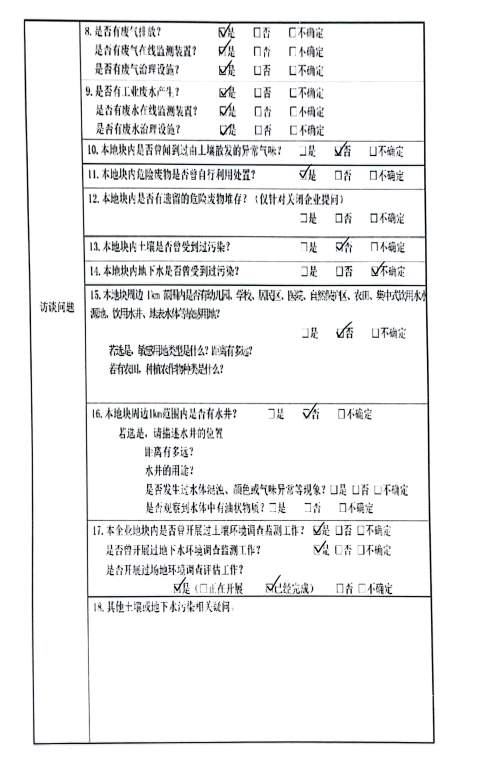 访谈问题
8.是否有废气排放? ☑是 □否 □不确定
是否有废气在线监测装置? ☑是 □否 □不确定
是否有废气治理设施? ☑是 □否 □不确定
9.是否有工业废水产生? ☑是 □否 □不确定
是否有废水在线监测装置? ☑是 □否 □不确定
是否有废水治理设施? ☑是 □否 □不确定
10.本地块内是否曾闻到过由土壤散发的异常气味? □是 ☑否 □不确定
11.本地块内危险废物是否曾自行利用处置? ☑是 □否 □不确定
12.本地块内是否有遗留的危险废物堆存?(仅针对关闭企业提问)
□是 □否 □不确定
13.本地块内土壤是否曾受到过污染? □是 ☑否 □不确定
14.本地块内地下水是否曾受到过污染? □是 □否 ☑不确定
15.本地块周边 1km 范围内是否有幼儿园、学校、居民区、医院、自然保护区、农田、集中式饮用水水
源地、饮用水井、地表水体等敏感用地?
□是 ☑否 □不确定
若选是,敏感用地类型是什么?距离有多远?
若有农田,种植农作物种类是什么?
16.本地块周边1km范围内是否有水井? □是 ☑否 □不确定
若选是,请描述水井的位置
距离有多远?
水井的用途?
是否发生过水体混浊、颜色或气味异常等现象?□是 □否 □不确定
是否观察到水体中有油状物质?□是 □否 □不确定
17.本企业地块内是否曾开展过土壤环境调查监测工作? ☑是 □否 □不确定
是否曾开展过地下水环境调查监测工作? ☑是 □否 □不确定
是否开展过场地环境调查评估工作?
☑是(□正在开展 ☑已经完成) □否 □不确定
18.其他土壤或地下水污染相关疑问。